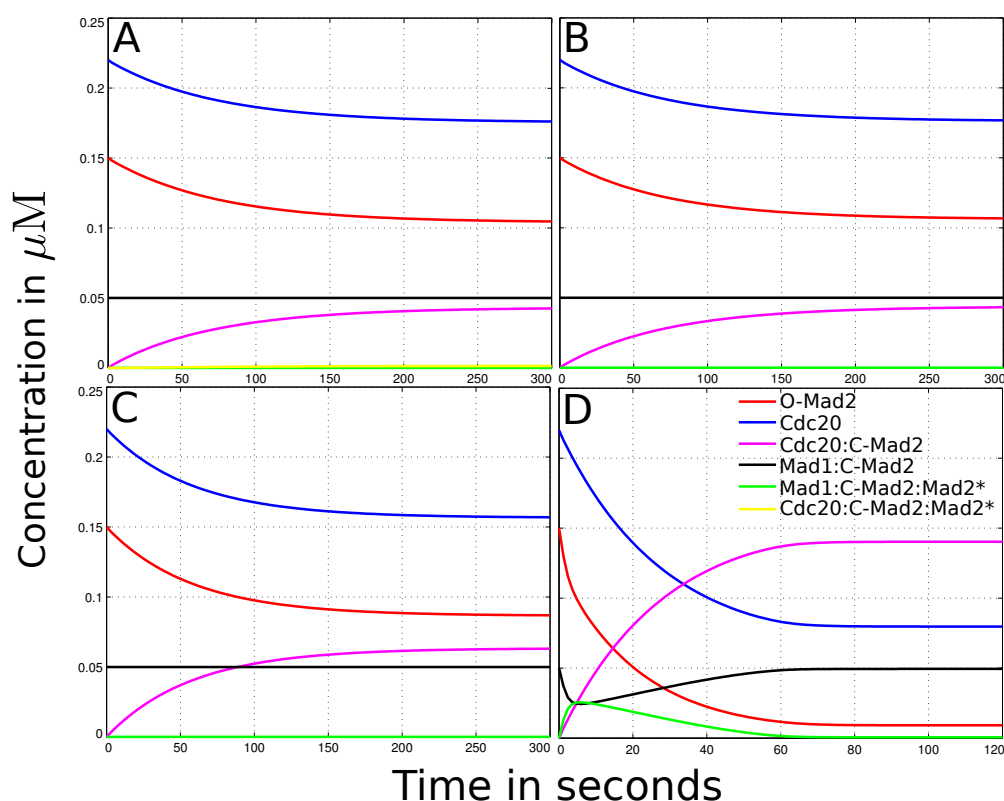 A
B
0.25
0.2
0.15
0.1
0.05
0
0 50 100 150 200 250 300
0 50 100 150 200 250 300
C
D
0.25
0.2
0.15
0.1
0.05
0
0 50 100 150 200 250 300
0 20 40 60 80 100 120
O-Mad2
Cdc20
Cdc20:C-Mad2
Mad1:C-Mad2
Mad1:C-Mad2:Mad2*
Cdc20:C-Mad2:Mad2*
Concentration in μM
Time in seconds